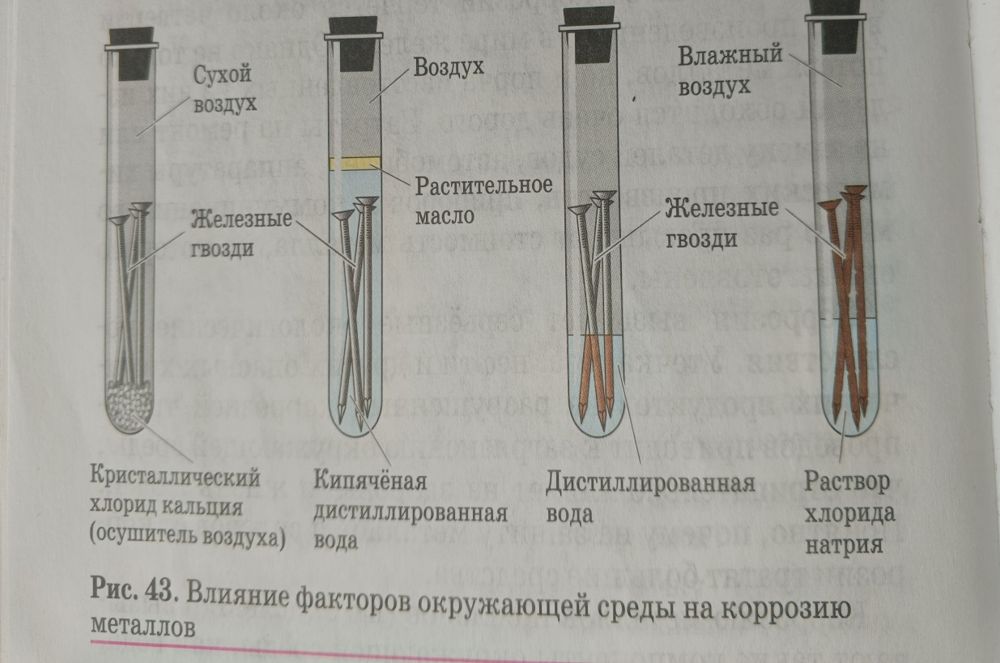 Сухой
воздух
Воздух
Влажный
воздух
Растительное
масло
Железные
гвозди
Железные
гвозди
Кристаллический
хлорид кальция
(осушитель воздуха)
Кипячёная
дистиллированная
вода
Дистиллированная
вода
Раствор
хлорида
натрия
Рис. 43. Влияние факторов окружающей среды на коррозию
металлов